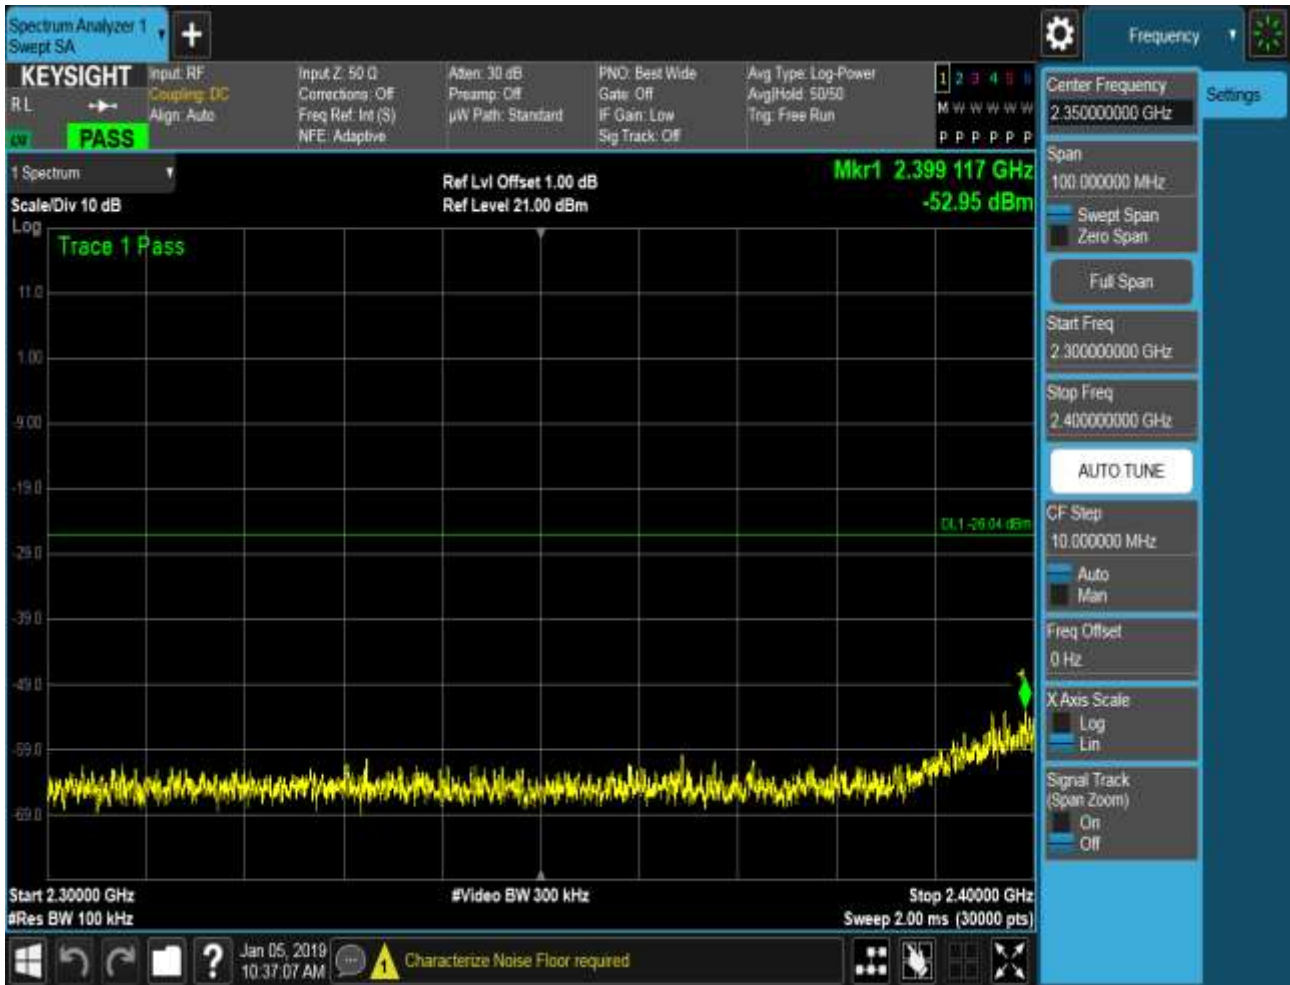 Spectrum Analyzer 1
Swept SA
+
Frequency
KEYSIGHT
RL
PASS
Input: RF
Coupling: DC
Align: Auto
Input Z: 50 Ω
Corrections: Off
Freq Ref: Int (S)
NFE: Adaptive
Atten: 30 dB
Preamp: Off
µW Path: Standard
PNO: Best Wide
Gate: Off
IF Gain: Low
Sig Track: Off
Avg Type: Log-Power
Avg|Hold: 50/50
Trig: Free Run
1 2 3 4 5 6
M W W W W W
P P P P P P
1 Spectrum
Scale/Div 10 dB
Log
Ref Lvl Offset 1.00 dB
Ref Level 21.00 dBm
Mkr1 2.399 117 GHz
-52.95 dBm
Trace 1 Pass
11.0
1.00
-9.00
-19.0
-29.0
-39.0
-49.0
-59.0
-69.0
DL1 -26.04 dBm
Start 2.30000 GHz
#Res BW 100 kHz
#Video BW 300 kHz
Stop 2.40000 GHz
Sweep 2.00 ms (30000 pts)
Center Frequency
2.350000000 GHz
Settings
Span
100.000000 MHz
Swept Span
Zero Span
Full Span
Start Freq
2.300000000 GHz
Stop Freq
2.400000000 GHz
AUTO TUNE
CF Step
10.000000 MHz
Auto
Man
Freq Offset
0 Hz
X Axis Scale
Log
Lin
Signal Track
(Span Zoom)
On
Off
?
Jan 05, 2019
10:37:07 AM
1
Characterize Noise Floor required